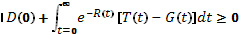 I D(0) + ∫_{t=0}^{∞} e^{-R(t)} [T(t) − G(t)]dt ≥ 0